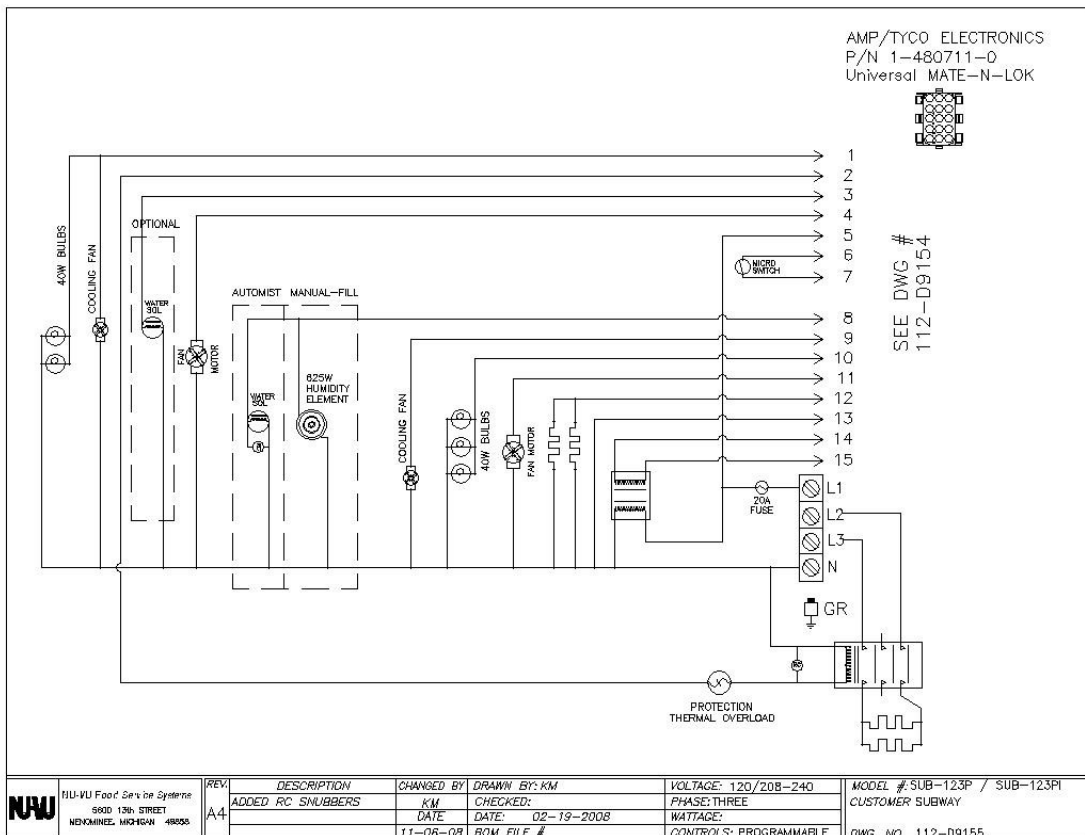 AMP/TYCO ELECTRONICS
P/N 1-480711-0
Universal MATE-N-LOK
1
2
3
4
5
6
7
8
9
10
11
12
13
14
15
SEE DWG #
112-D9154
OPTIONAL
40W BULBS
COOLING FAN
WATER
SOL
FAN
MOTOR
AUTOMIST
MANUAL-FILL
WATER
SOL
625W
HUMIDITY
ELEMENT
COOLING FAN
40W BULBS
FAN MOTOR
MICRO
SWITCH
20A
FUSE
L1
L2
L3
N
GR
RC
PROTECTION
THERMAL OVERLOAD
NUVU
NU-VU Food Service Systems
5600 13th STREET
MENOMINEE, MICHIGAN 49858
REV.
A4
DESCRIPTION
ADDED RC SNUBBERS
CHANGED BY
KM
DATE
11-06-08
DRAWN BY: KM
CHECKED:
DATE: 02-19-2008
BOM FILE #
VOLTAGE: 120/208-240
PHASE: THREE
WATTAGE:
CONTROLS: PROGRAMMABLE
MODEL #: SUB-123P / SUB-123PI
CUSTOMER SUBWAY
DWG. NO. 112-D9155